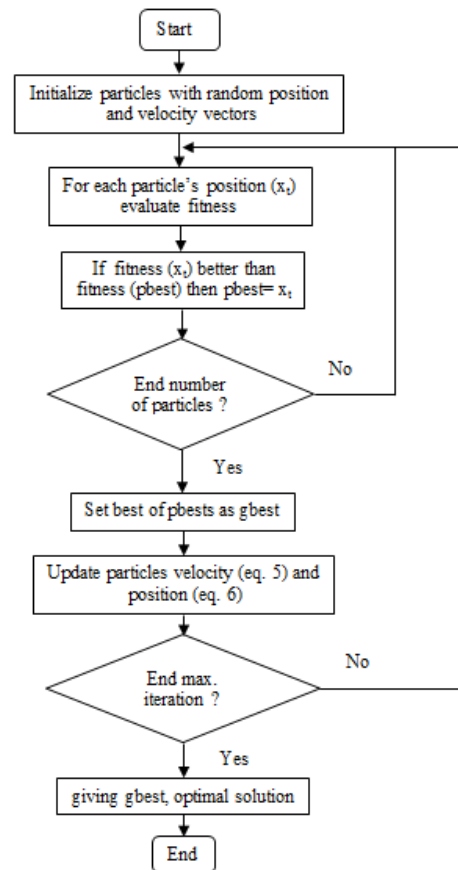 Start
Initialize particles with random position
and velocity vectors
For each particle's position (xₜ)
evaluate fitness
If fitness (xₜ) better than
fitness (pbest) then pbest= xₜ
End number
of particles ?
No
Yes
Set best of pbests as gbest
Update particles velocity (eq. 5) and
position (eq. 6)
End max.
iteration ?
No
Yes
giving gbest, optimal solution
End